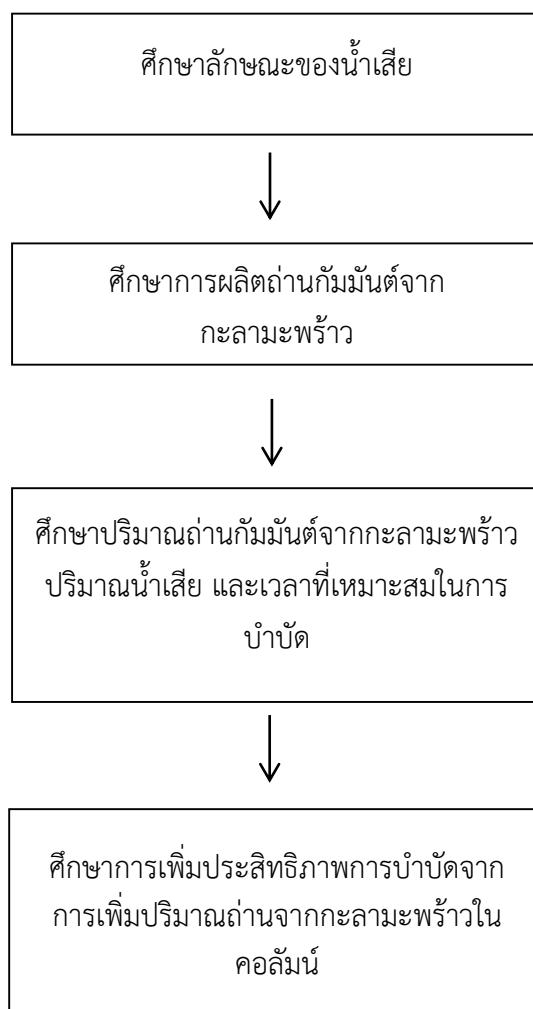 ศึกษาลักษณะของน้ำเสีย
ศึกษาการผลิตถ่านกัมมันต์จาก
กะลามะพร้าว
ศึกษาปริมาณถ่านกัมมันต์จากกะลามะพร้าว
ปริมาณน้ำเสีย และเวลาที่เหมาะสมในการ
บำบัด
ศึกษาการเพิ่มประสิทธิภาพการบำบัดจาก
การเพิ่มปริมาณถ่านจากกะลามะพร้าวใน
คอลัมน์